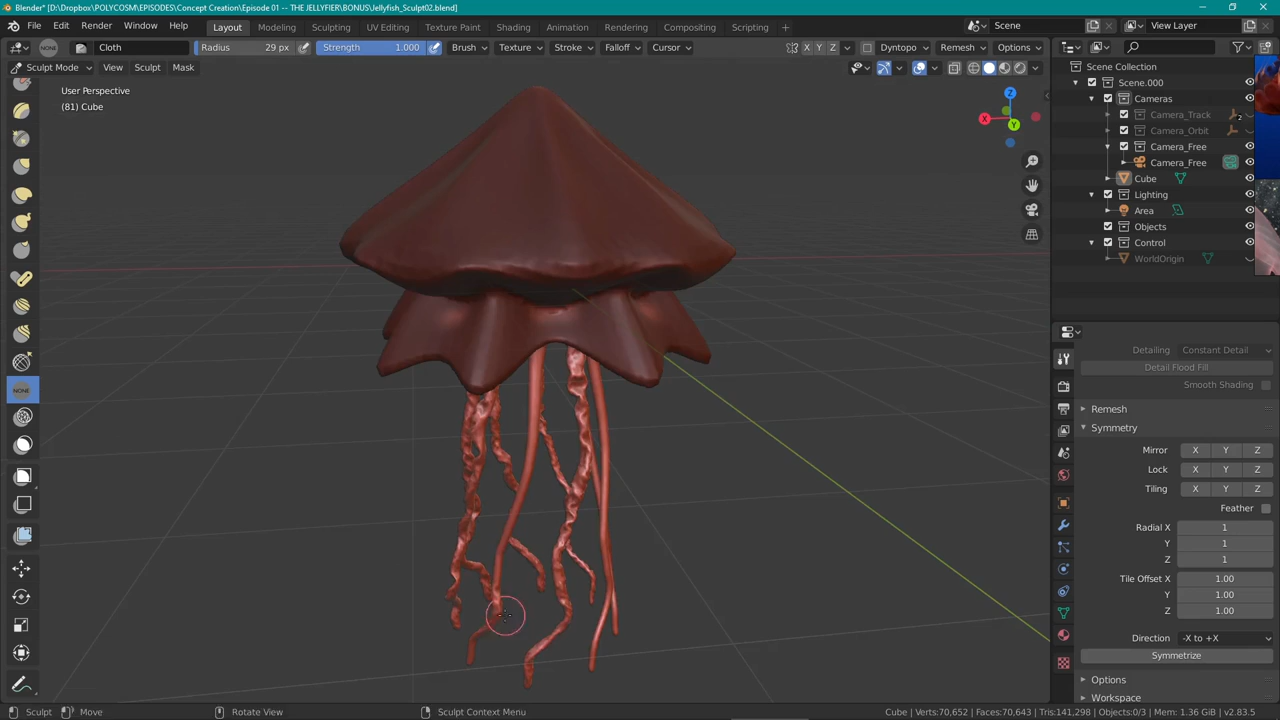 Blender* [D:\Dropbox\POLYCOSM\EPISODES\Concept Creation\Episode 01 -- THE JELLYFIER\BONUS\Jellyfish_Sculpt02.blend]
File Edit Render Window Help Layout Modeling Sculpting UV Editing Texture Paint Shading Animation Rendering Compositing Scripting Scene View Layer
NONE Cloth Radius 29 px Strength 1.000 Brush Texture Stroke Falloff Cursor X Y Z Dyntopo Remesh Options
Sculpt Mode View Sculpt Mask
User Perspective
(81) Cube
Z
X
Y
NONE
Scene Collection
Scene.000
Cameras
Camera_Track 2
Camera_Orbit
Camera_Free
Camera_Free
Cube
Lighting
Area
Objects
Control
WorldOrigin
Detailing Constant Detail
Detail Flood Fill
Smooth Shading
Remesh
Symmetry
Mirror X Y Z
Lock X Y Z
Tiling X Y Z
Feather
Radial X 1
Y 1
Z 1
Tile Offset X 1.00
Y 1.00
Z 1.00
Direction -X to +X
Symmetrize
Options
Workspace
Sculpt Move Rotate View Sculpt Context Menu Cube | Verts:70,652 | Faces:70,643 | Tris:141,298 | Objects:0/3 | Mem: 1.36 GiB | v2.83.5